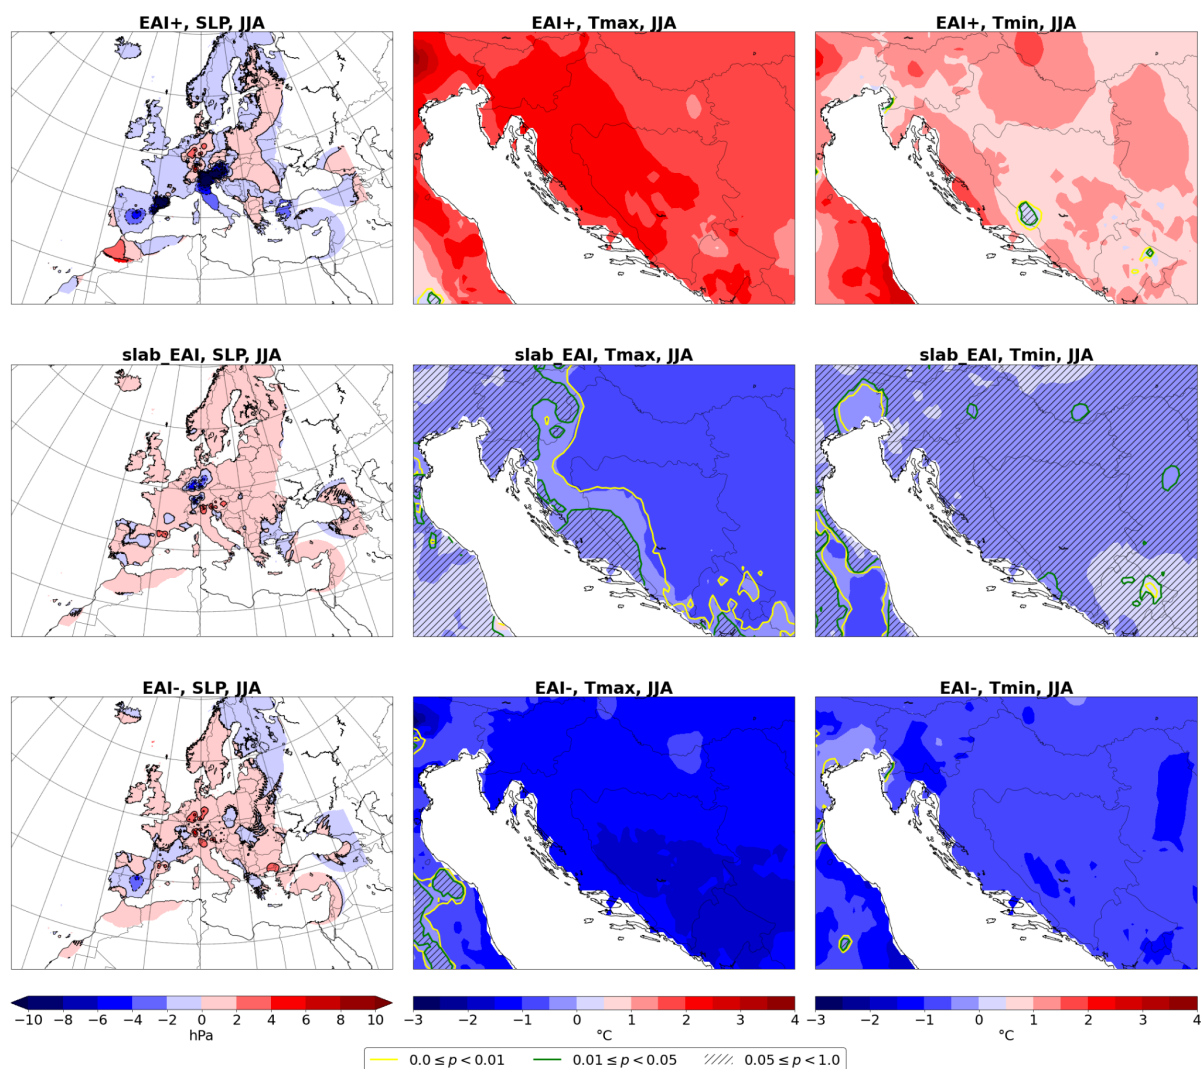 EAI+, SLP, JJA
EAI+, Tmax, JJA
EAI+, Tmin, JJA
slab_EAI, SLP, JJA
slab_EAI, Tmax, JJA
slab_EAI, Tmin, JJA
EAI-, SLP, JJA
EAI-, Tmax, JJA
EAI-, Tmin, JJA
−10 −8 −6 −4 −2 0 2 4 6 8 10
hPa
−3 −2 −1 0 1 2 3 4
°C
−3 −2 −1 0 1 2 3 4
°C
0.0 ≤ p < 0.01 0.01 ≤ p < 0.05 0.05 ≤ p < 1.0